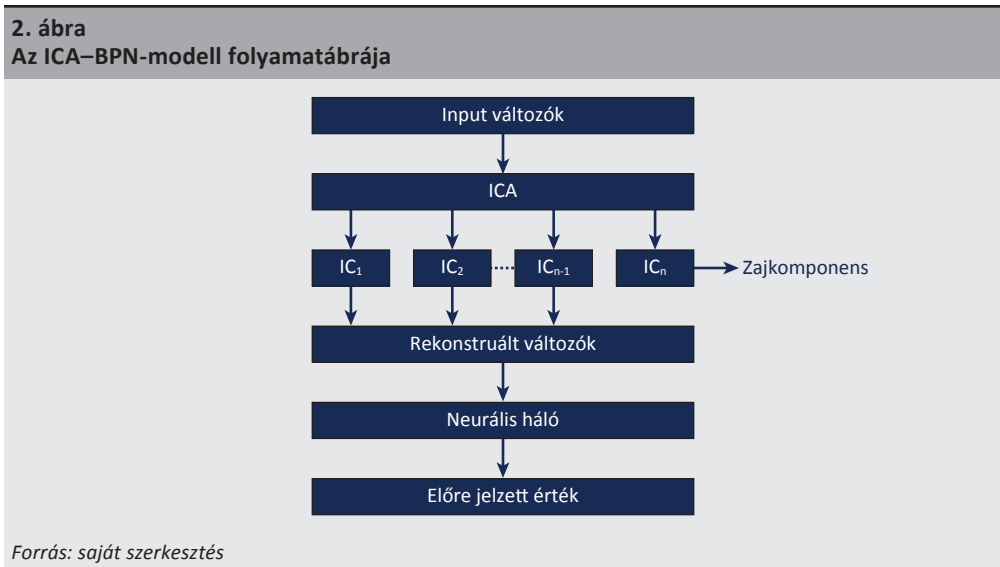 2. ábra
Az ICA–BPN-modell folyamatábrája
Input változók
ICA
IC₁ IC₂ ICₙ₋₁ ICₙ Zajkomponens
Rekonstruált változók
Neurális háló
Előre jelzett érték
Forrás: saját szerkesztés